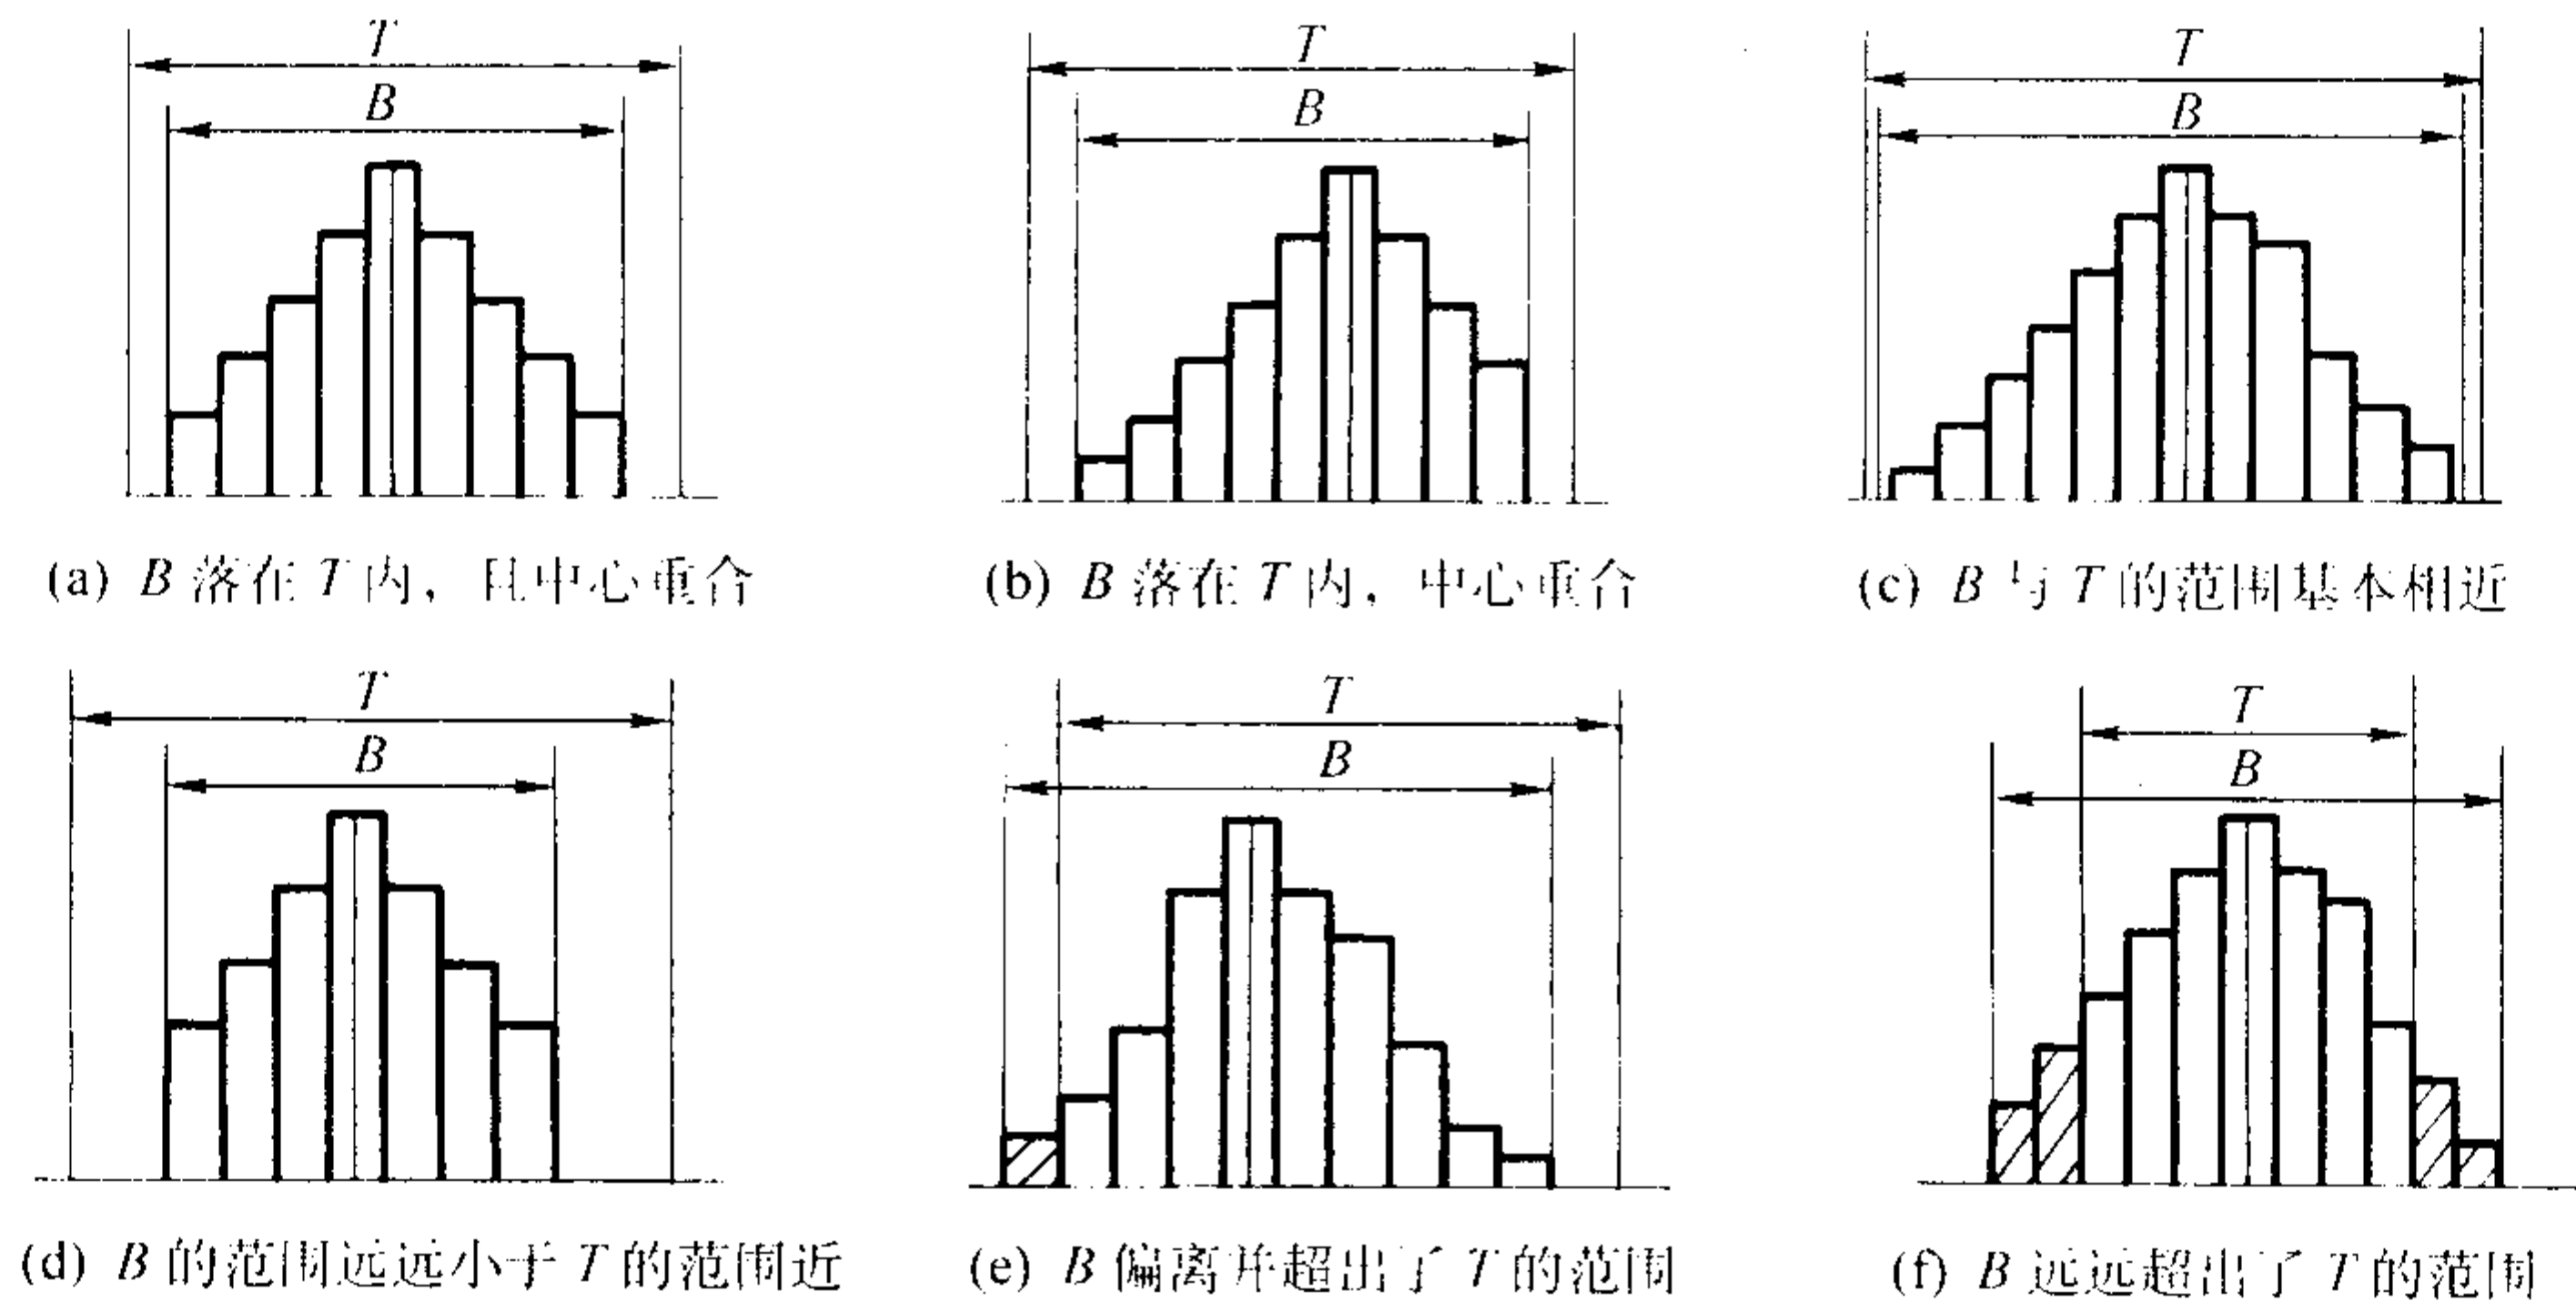 T
B
T
B
T
B
(a) B 落在 T 内，且中心重合
(b) B 落在 T 内，中心重合
(c) B 与 T 的范围基本相近
T
B
T
B
T
B
(d) B 的范围远远小于 T 的范围近
(e) B 偏离并超出了 T 的范围
(f) B 远远超出了 T 的范围